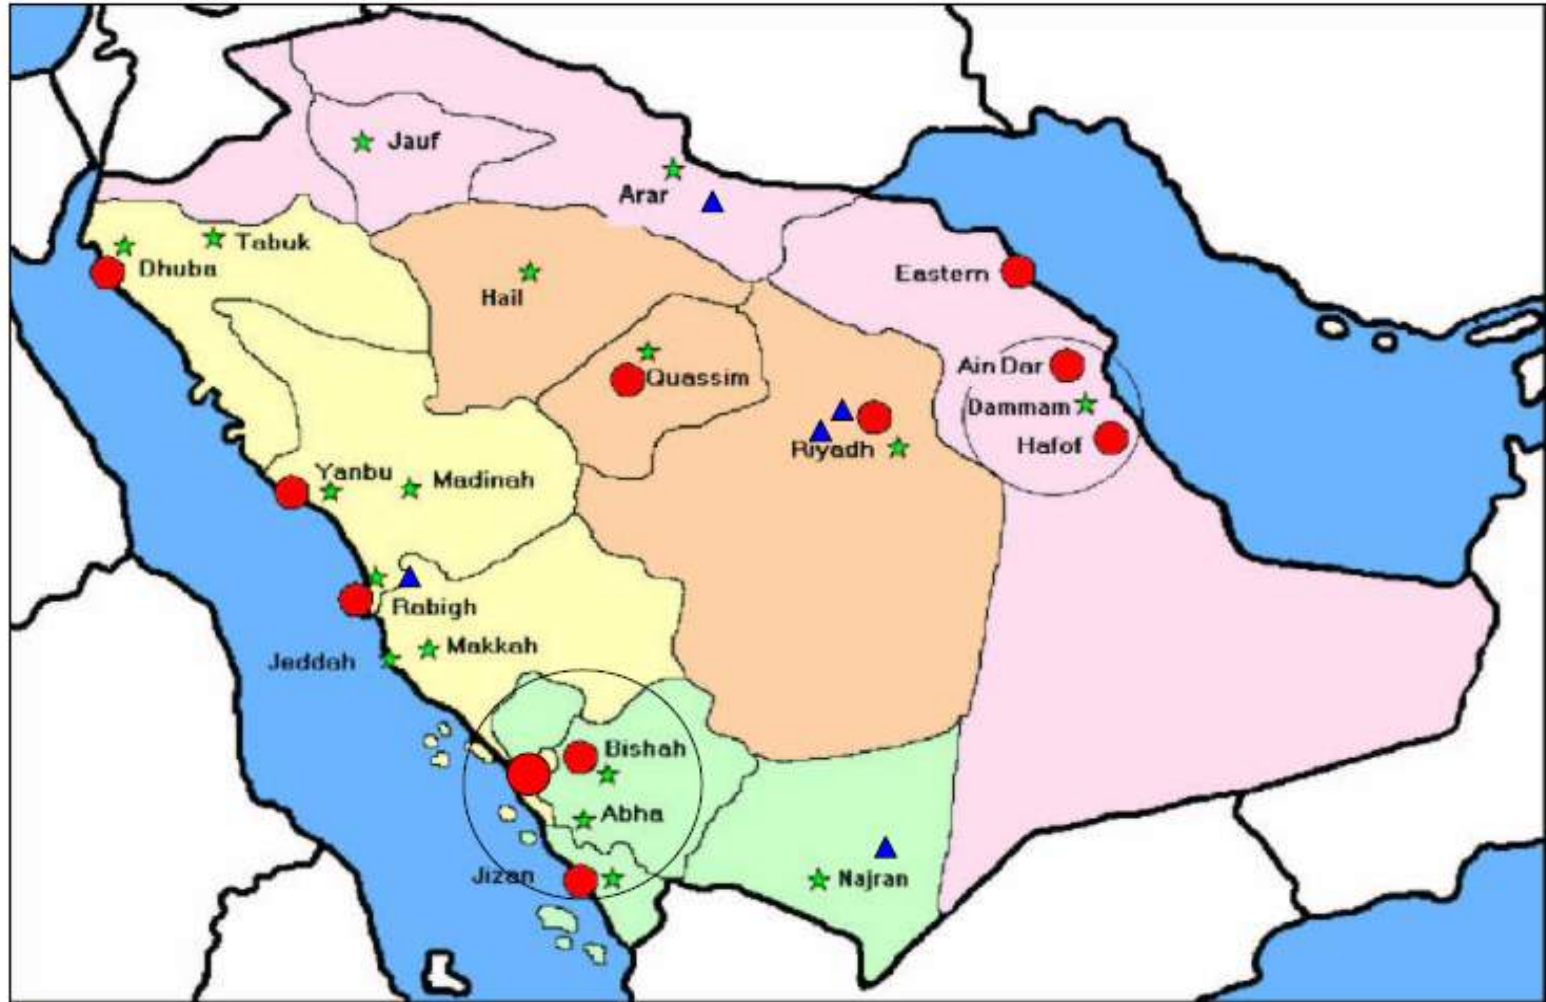 Jauf
Arar
Tabuk
Dhuba
Eastern
Hail
Ain Dar
Quassim
Dammam
Hafof
Riyadh
Yanbu
Madinah
Rabigh
Makkah
Jeddah
Bishah
Abha
Jizan
Najran